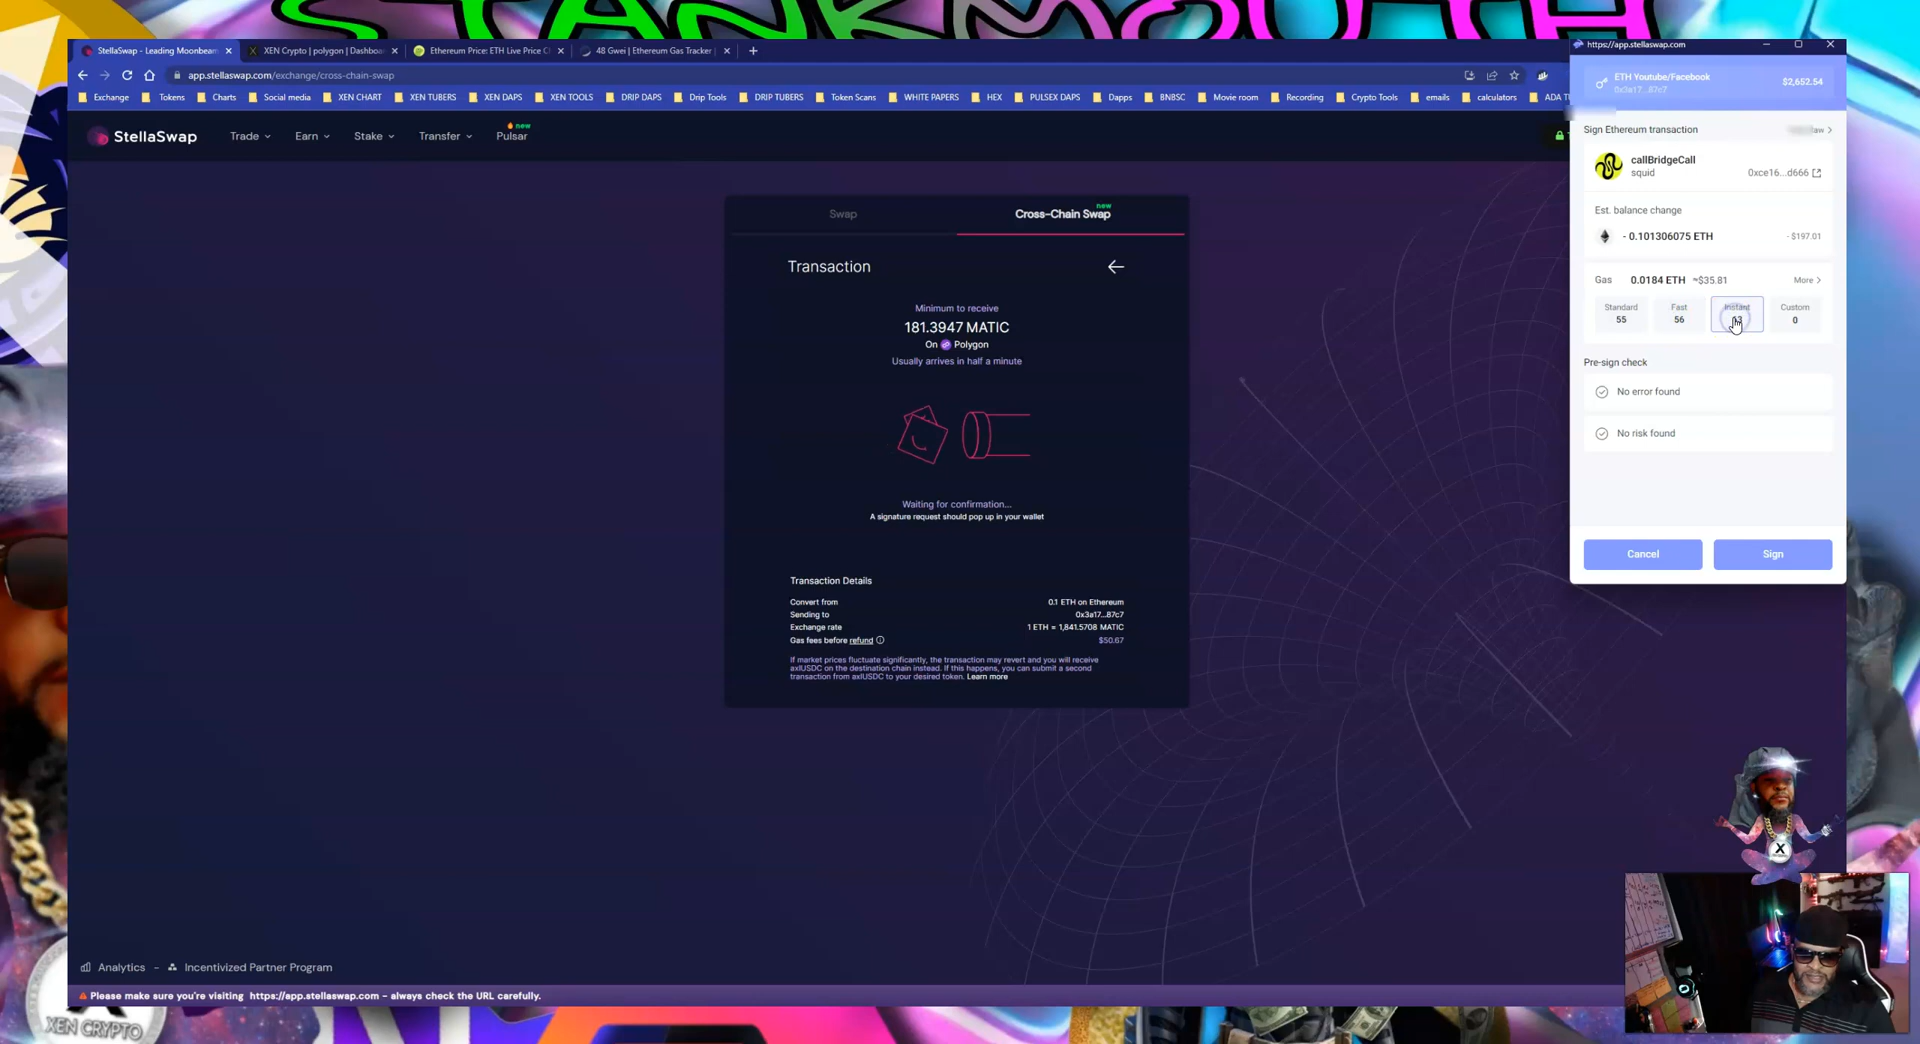 STANKMOUTH
StellaSwap - Leading Moonbeam
XEN Crypto | polygon | Dashboa
Ethereum Price: ETH Live Price C
48 Gwei | Ethereum Gas Tracker
app.stellaswap.com/exchange/cross-chain-swap
Exchange Tokens Charts Social media XEN CHART XEN TUBERS XEN DAPS XEN TOOLS DRIP DAPS Drip Tools DRIP TUBERS Token Scans WHITE PAPERS HEX PULSEX DAPS Dapps BNBSC Movie room Recording Crypto Tools emails calculators ADA TU
StellaSwap Trade Earn Stake Transfer Pulsar new
Swap
Cross-Chain Swap new
Transaction
Minimum to receive
181.3947 MATIC
On Polygon
Usually arrives in half a minute
Waiting for confirmation...
A signature request should pop up in your wallet
Transaction Details
Convert from 0.1 ETH on Ethereum
Sending to 0x3a17...87c7
Exchange rate 1 ETH = 1,841.5708 MATIC
Gas fees before refund $50.67
If market prices fluctuate significantly, the transaction may revert and you will receive
axlUSDC on the destination chain instead. If this happens, you can submit a second
transaction from axlUSDC to your desired token. Learn more
https://app.stellaswap.com
ETH Youtube/Facebook $2,652.54
0x3a17...87c7
Sign Ethereum transaction
callBridgeCall
squid 0xce16...d666
Est. balance change
- 0.101306075 ETH - $197.01
Gas 0.0184 ETH ≈$35.81 More
Standard Fast Instant Custom
55 56 0
Pre-sign check
No error found
No risk found
Cancel Sign
X
Analytics - Incentivized Partner Program
Please make sure you're visiting https://app.stellaswap.com - always check the URL carefully.
XEN CRYPTO